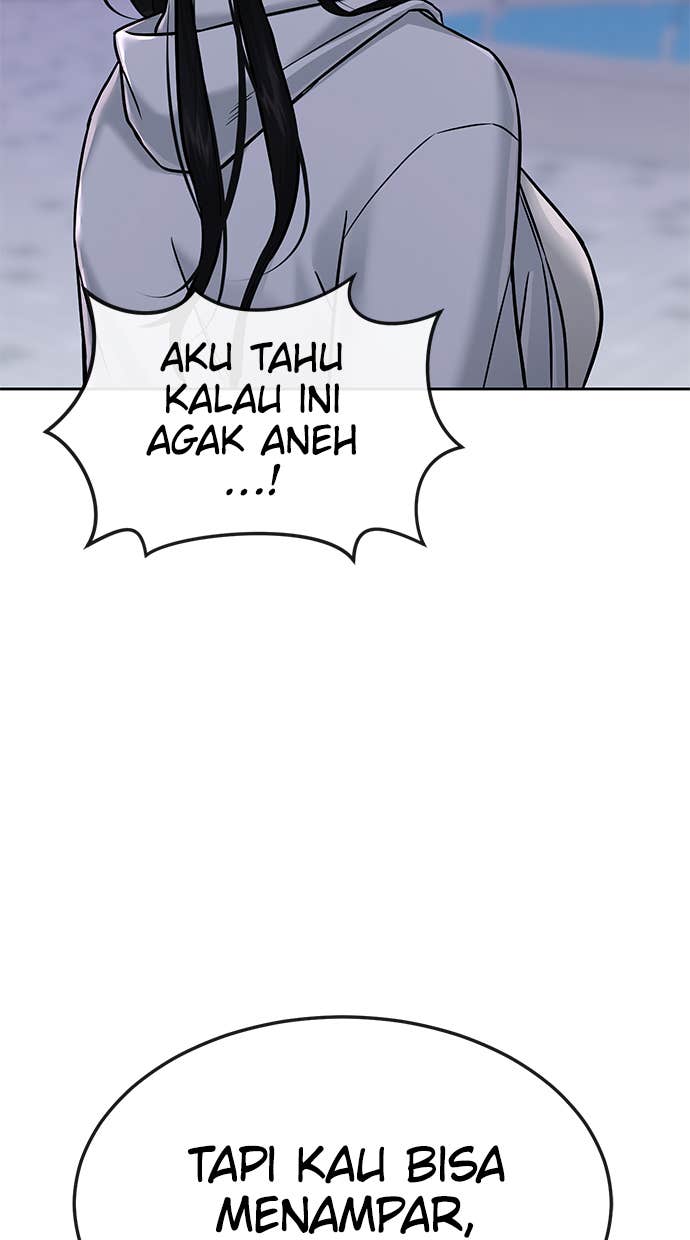 AKU TAHU
KALAU INI
AGAK ANEH
...!
TAPI KAU BISA
MENAMPAR,